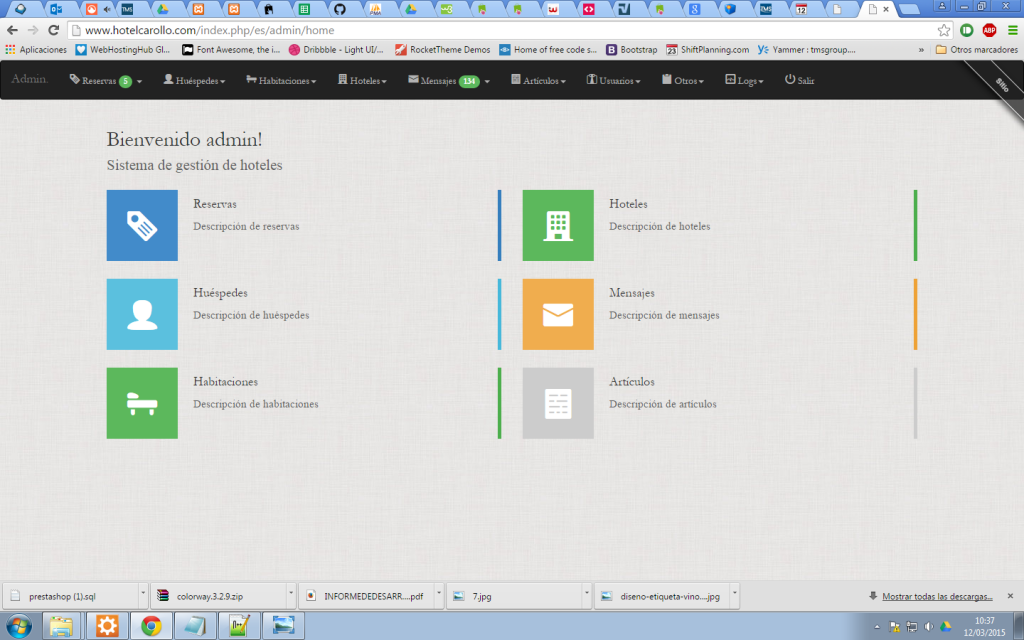 www.hotelcarollo.com/index.php/es/admin/home
Aplicaciones WebHostingHub Gl... Font Awesome, the i... Dribbble - Light UI/... RocketTheme Demos Home of free code s... Bootstrap ShiftPlanning.com Yammer : tmsgroup.... » Otros marcadores
Admin. Reservas 5 Huéspedes Habitaciones Hoteles Mensajes 134 Artículos Usuarios Otros Logs Salir
Sitio
Bienvenido admin!
Sistema de gestión de hoteles
Reservas
Descripción de reservas
Hoteles
Descripción de hoteles
Huéspedes
Descripción de huéspedes
Mensajes
Descripción de mensajes
Habitaciones
Descripción de habitaciones
Artículos
Descripción de artículos
prestashop (1).sql colorway.3.2.9.zip INFORMEDEDESARR....pdf 7.jpg diseno-etiqueta-vino....jpg Mostrar todas las descargas...
10:37
12/03/2015